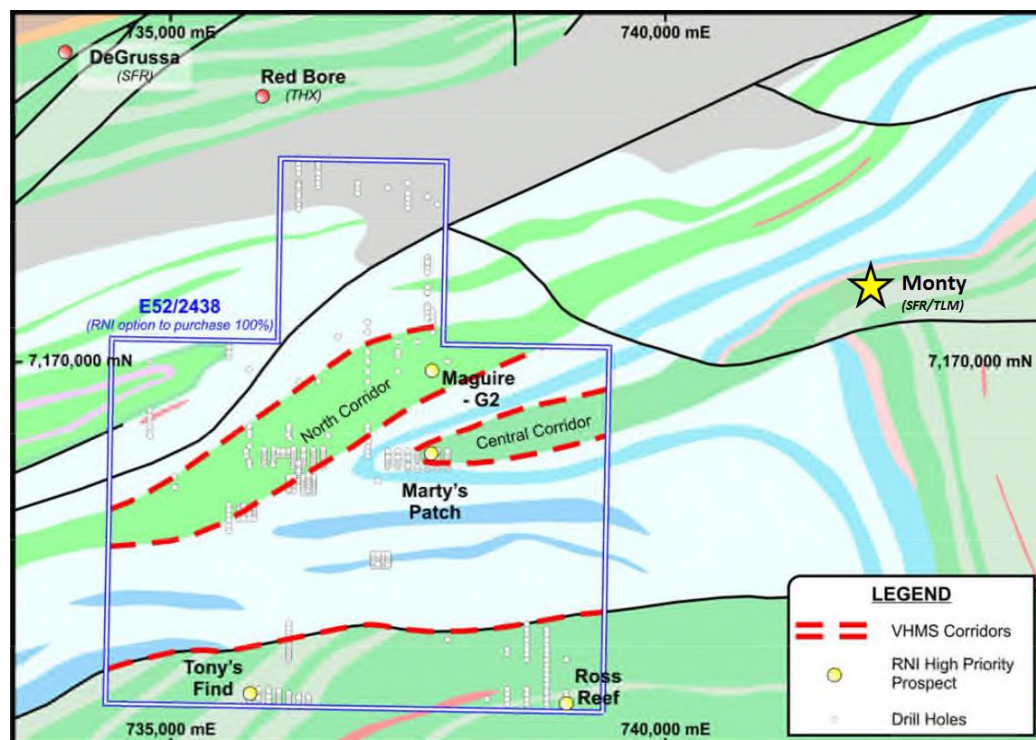 735,000 mE
740,000 mE
DeGrussa
(SFR)
Red Bore
(THX)
Monty
(SFR/TLM)
E52/2438
(RNI option to purchase 100%)
7,170,000 mN
7,170,000 mN
Maguire
- G2
North Corridor
Central Corridor
Marty's
Patch
LEGEND
VHMS Corridors
RNI High Priority
Prospect
Drill Holes
Tony's
Find
Ross
Reef
735,000 mE
740,000 mE